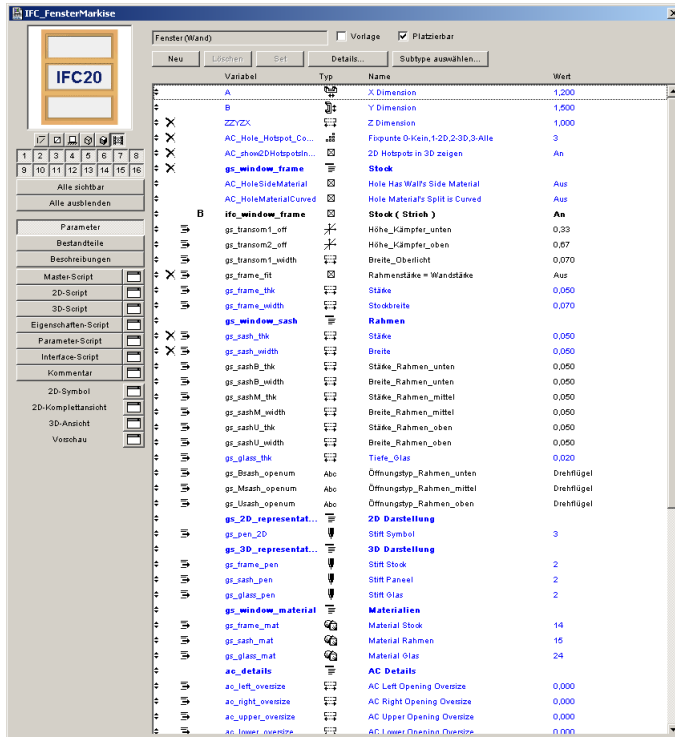 IFC_FensterMarkise
IFC20
Fenster (Wand)
Vorlage
Platzierbar
Neu
Löschen
Set
Details...
Subtype auswählen...
1 2 3 4 5 6 7 8
9 10 11 12 13 14 15 16
Alle sichtbar
Alle ausblenden
Parameter
Bestandteile
Beschreibungen
Master-Script
2D-Script
3D-Script
Eigenschaften-Script
Parameter-Script
Interface-Script
Kommentar
2D-Symbol
2D-Komplettansicht
3D-Ansicht
Vorschau
Variabel Typ Name Wert
A X Dimension 1,200
B Y Dimension 1,500
ZZYZX Z Dimension 1,000
AC_Hole_Hotspot_Co... Fixpunte 0-Kein,1-2D,2-3D,3-Alle 3
AC_show2DHotspotsIn... 2D Hotspots in 3D zeigen An
gs_window_frame Stock
AC_HoleSideMaterial Hole Has Wall's Side Material Aus
AC_HoleMaterialCurved Hole Material's Split is Curved Aus
B ifc_window_frame Stock ( Strich ) An
gs_transom1_off Höhe_Kämpfer_unten 0,33
gs_transom2_off Höhe_Kämpfer_oben 0,67
gs_transom1_width Breite_Oberlicht 0,070
gs_frame_fit Rahmenstärke = Wandstärke Aus
gs_frame_thk Stärke 0,050
gs_frame_width Stockbreite 0,070
gs_window_sash Rahmen
gs_sash_thk Stärke 0,050
gs_sash_width Breite 0,050
gs_sashB_thk Stärke_Rahmen_unten 0,050
gs_sashB_width Breite_Rahmen_unten 0,050
gs_sashM_thk Stärke_Rahmen_mittel 0,050
gs_sashM_width Breite_Rahmen_mittel 0,050
gs_sashU_thk Stärke_Rahmen_oben 0,050
gs_sashU_width Breite_Rahmen_oben 0,050
gs_glass_thk Tiefe_Glas 0,020
gs_Bsash_openum Abc Öffnungstyp_Rahmen_unten Drehflügel
gs_Msash_openum Abc Öffnungstyp_Rahmen_mittel Drehflügel
gs_Usash_openum Abc Öffnungstyp_Rahmen_oben Drehflügel
gs_2D_representat... 2D Darstellung
gs_pen_2D Stift Symbol 3
gs_3D_representat... 3D Darstellung
gs_frame_pen Stift Stock 2
gs_sash_pen Stift Paneel 2
gs_glass_pen Stift Glas 2
gs_window_material Materialien
gs_frame_mat Material Stock 14
gs_sash_mat Material Rahmen 15
gs_glass_mat Material Glas 24
ac_details AC Details
ac_left_oversize AC Left Opening Oversize 0,000
ac_right_oversize AC Right Opening Oversize 0,000
ac_upper_oversize AC Upper Opening Oversize 0,000
ac_lower_oversize AC Lower Opening Oversize 0,000